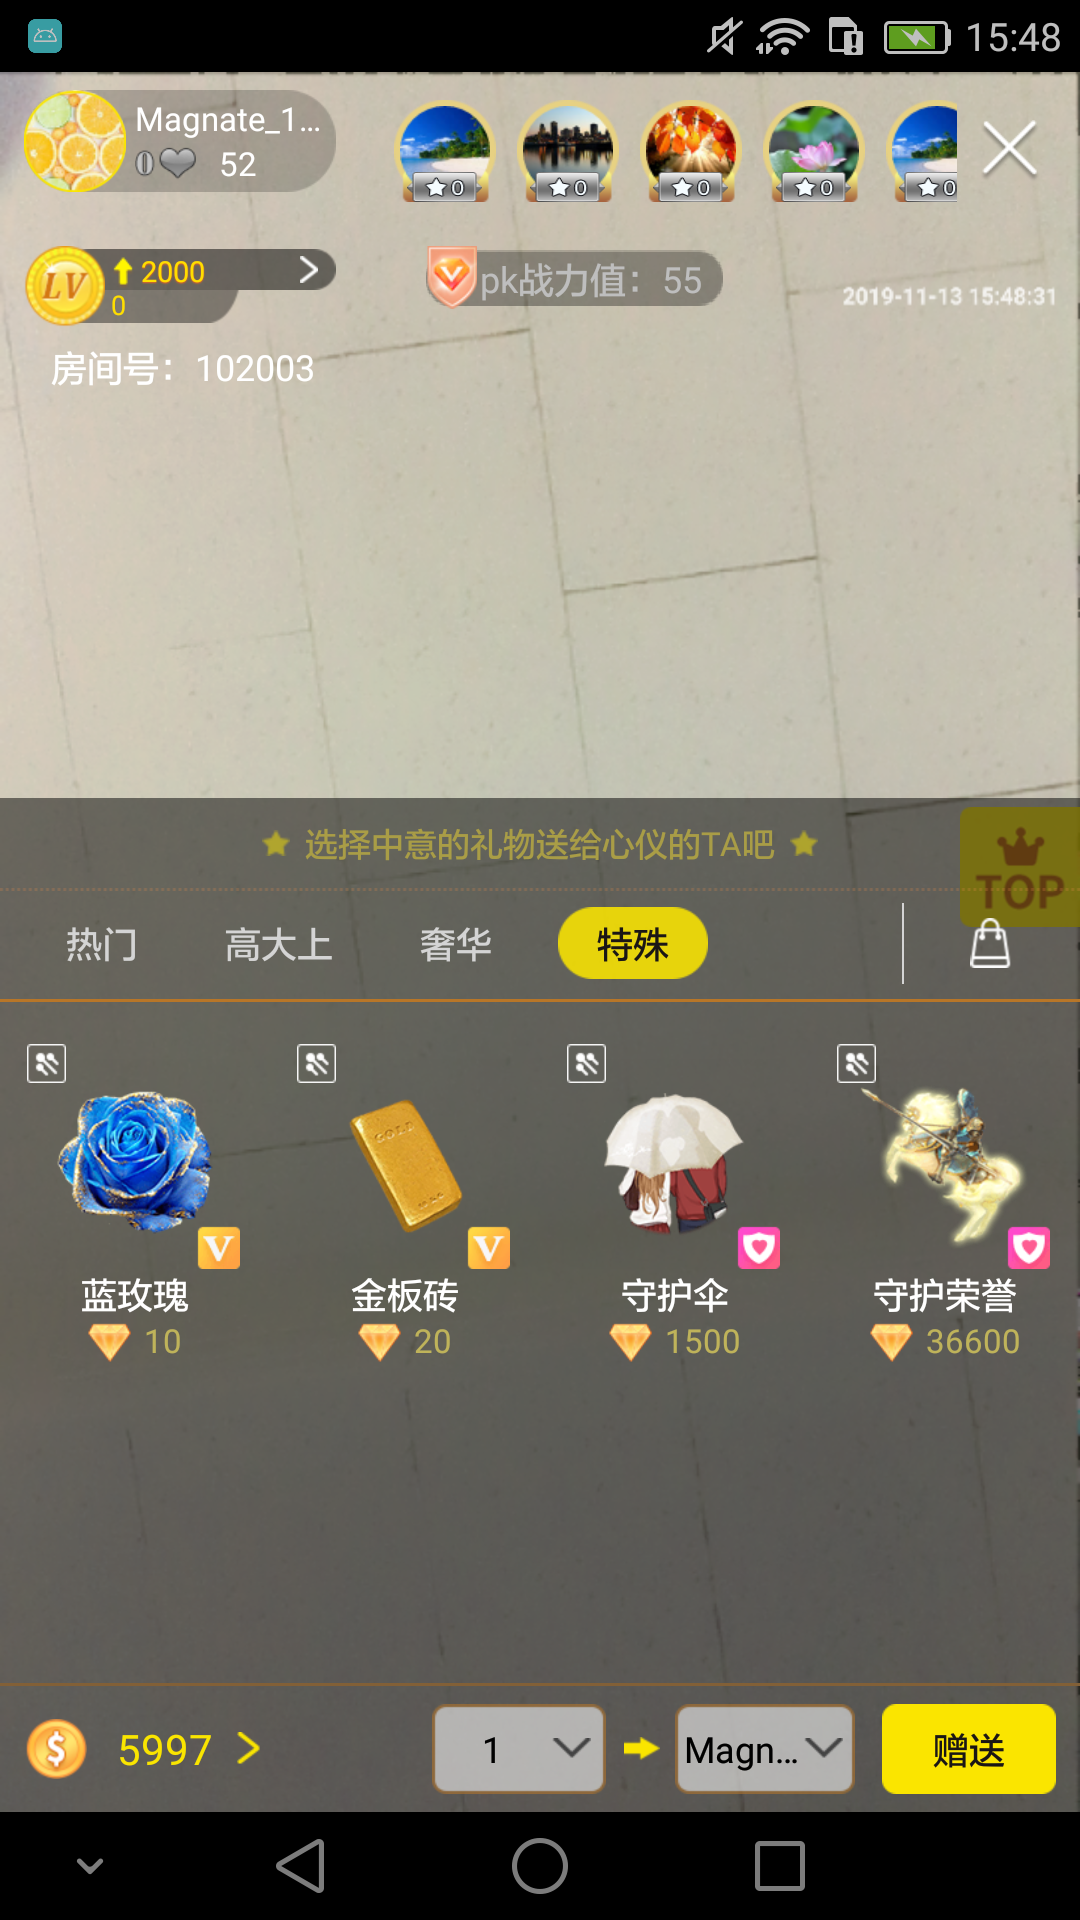 15:48
Magnate_1...
52
0
0
0
0
0
LV
2000
0
pk战力值：55
2019-11-13 15:48:31
房间号：102003
选择中意的礼物送给心仪的TA吧
TOP
热门
高大上
奢华
特殊
GOLD
V
V
蓝玫瑰
金板砖
守护伞
守护荣誉
10
20
1500
36600
$
5997
1
Magn...
赠送